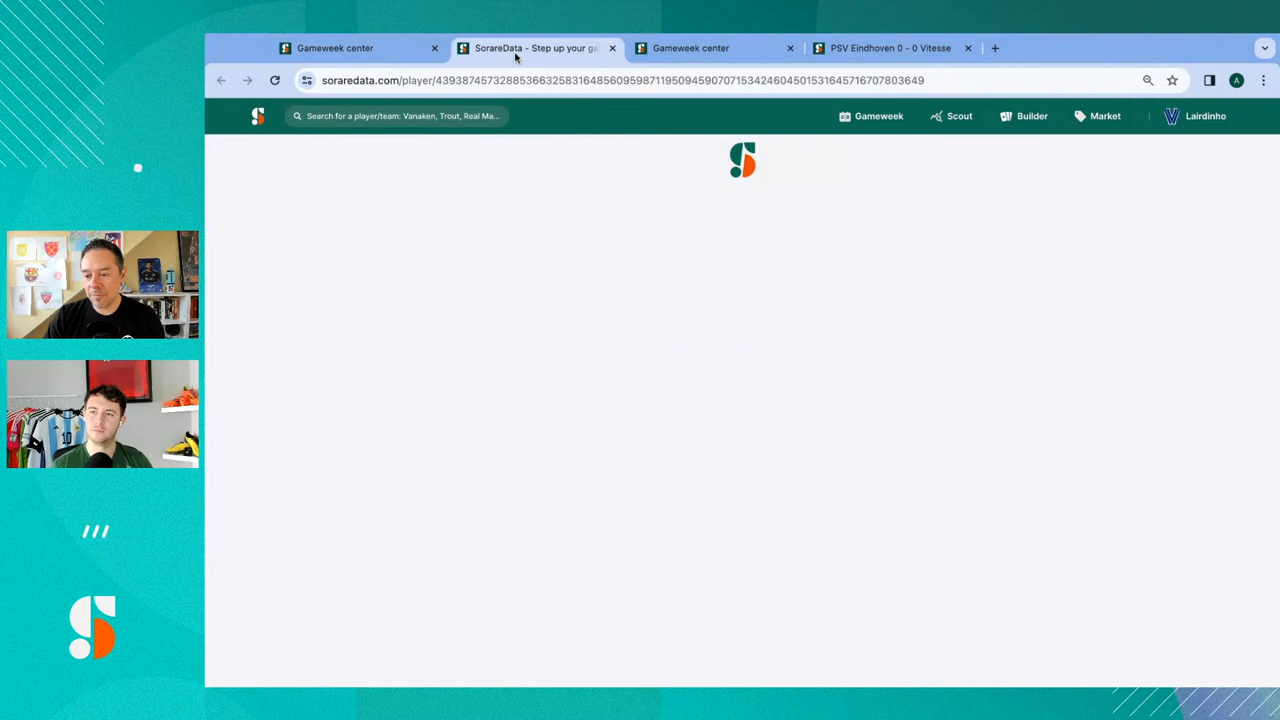 Gameweek center
SorareData - Step up your ga
Gameweek center
PSV Eindhoven 0 - 0 Vitesse
soraredata.com/player/43938745732885366325831648560959871195094590707153424604501531645716707803649
A
Search for a player/team: Vanaken, Trout, Real Ma...
Gameweek
Scout
Builder
Market
Lairdinho
10